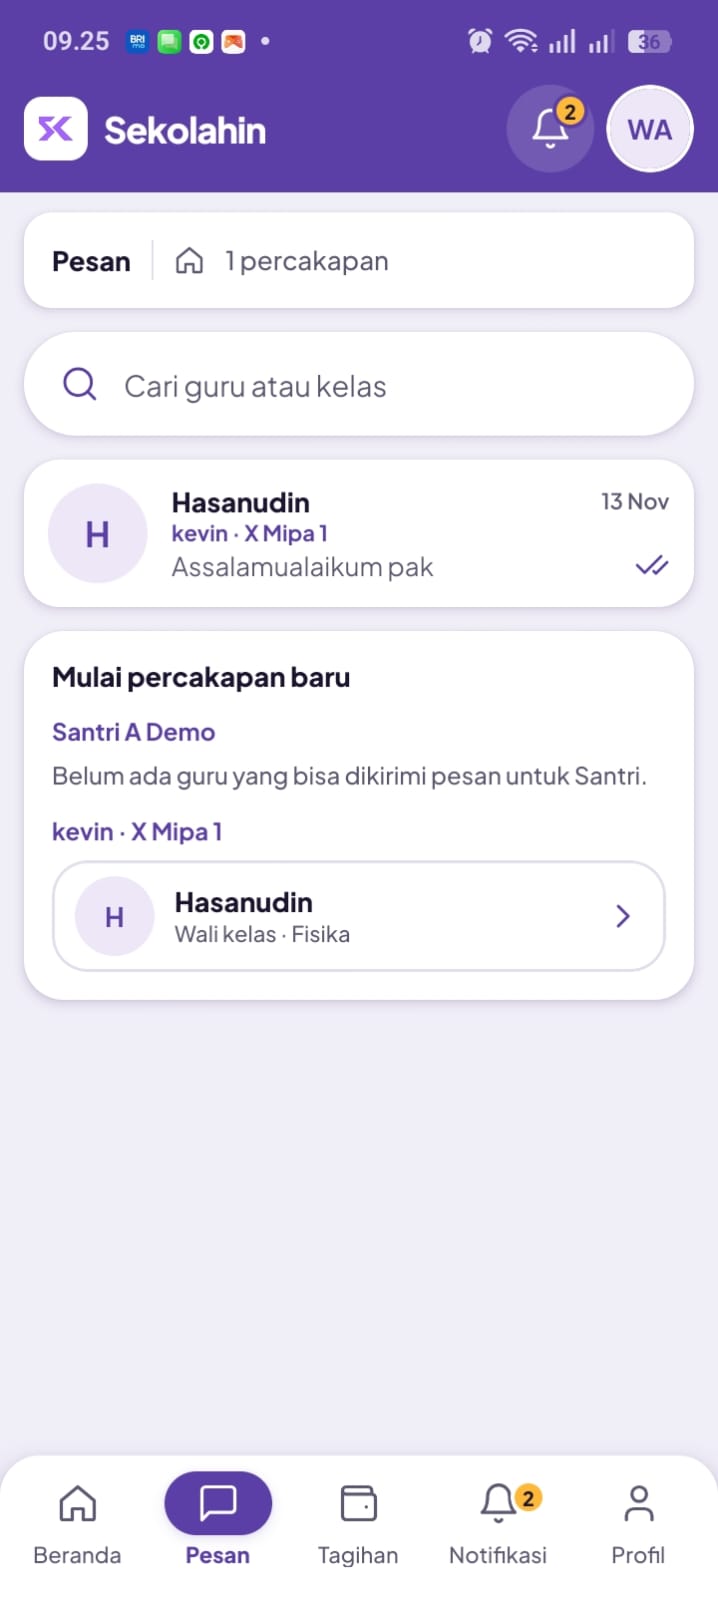 09.25
BRI
mo
36
Sekolahin
2
WA
Pesan
1 percakapan
Cari guru atau kelas
H
Hasanudin
13 Nov
kevin · X Mipa 1
Assalamualaikum pak
Mulai percakapan baru
Santri A Demo
Belum ada guru yang bisa dikirimi pesan untuk Santri.
kevin · X Mipa 1
H
Hasanudin
Wali kelas · Fisika
2
Beranda
Pesan
Tagihan
Notifikasi
Profil